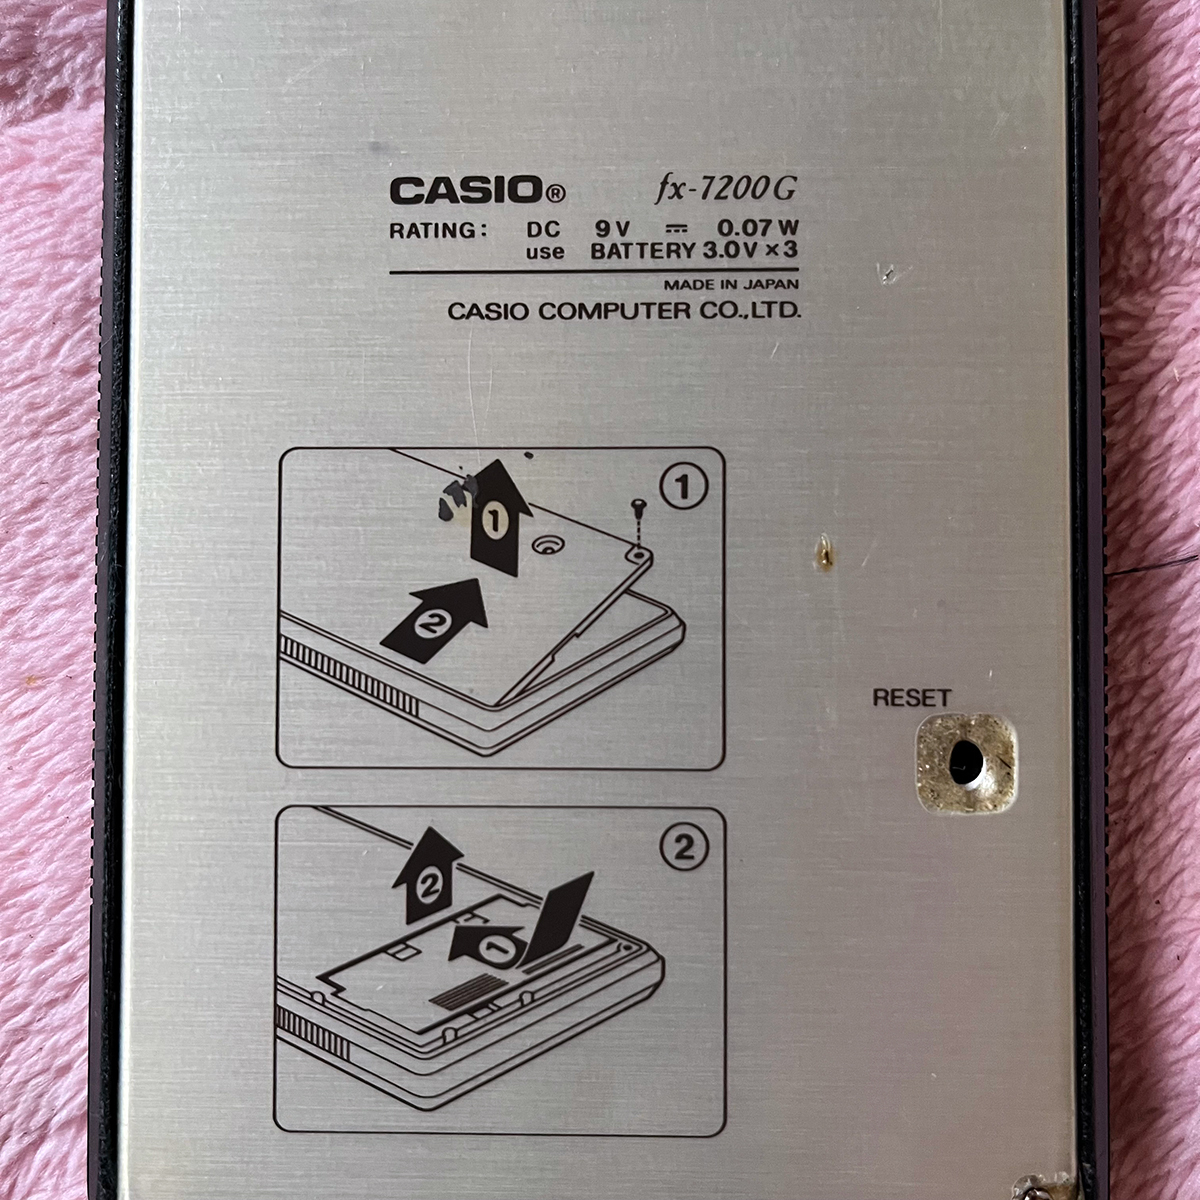 CASIO® fx-7200G
RATING: DC 9V ⎓ 0.07W
use BATTERY 3.0V×3
MADE IN JAPAN
CASIO COMPUTER CO.,LTD.
①
①
②
RESET
②
②
①